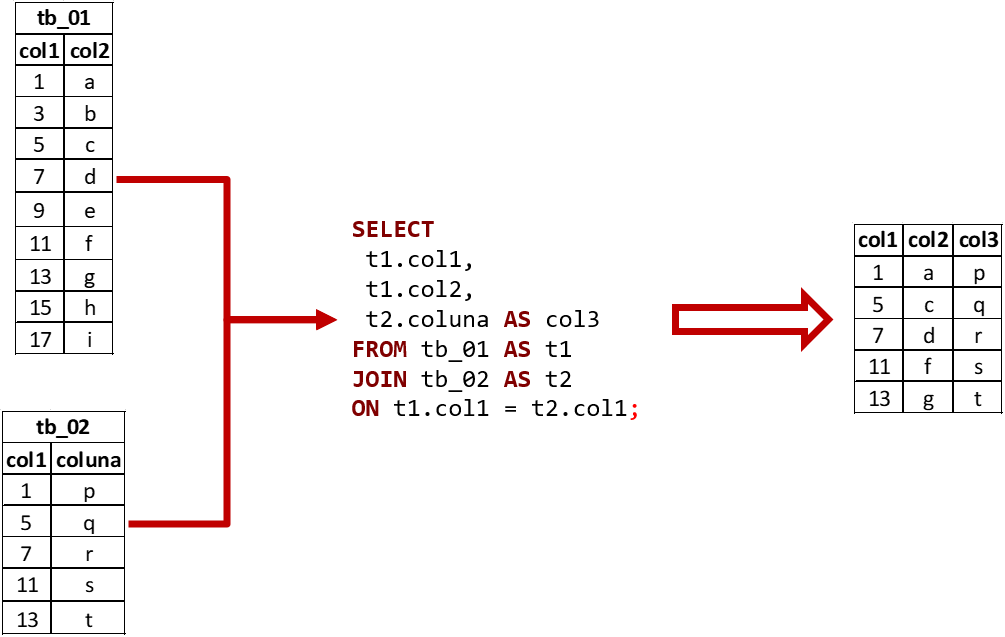 tb_01
col1 col2
1 a
3 b
5 c
7 d
9 e
11 f
13 g
15 h
17 i
tb_02
col1 coluna
1 p
5 q
7 r
11 s
13 t
SELECT
t1.col1,
t1.col2,
t2.coluna AS col3
FROM tb_01 AS t1
JOIN tb_02 AS t2
ON t1.col1 = t2.col1;
col1 col2 col3
1 a p
5 c q
7 d r
11 f s
13 g t